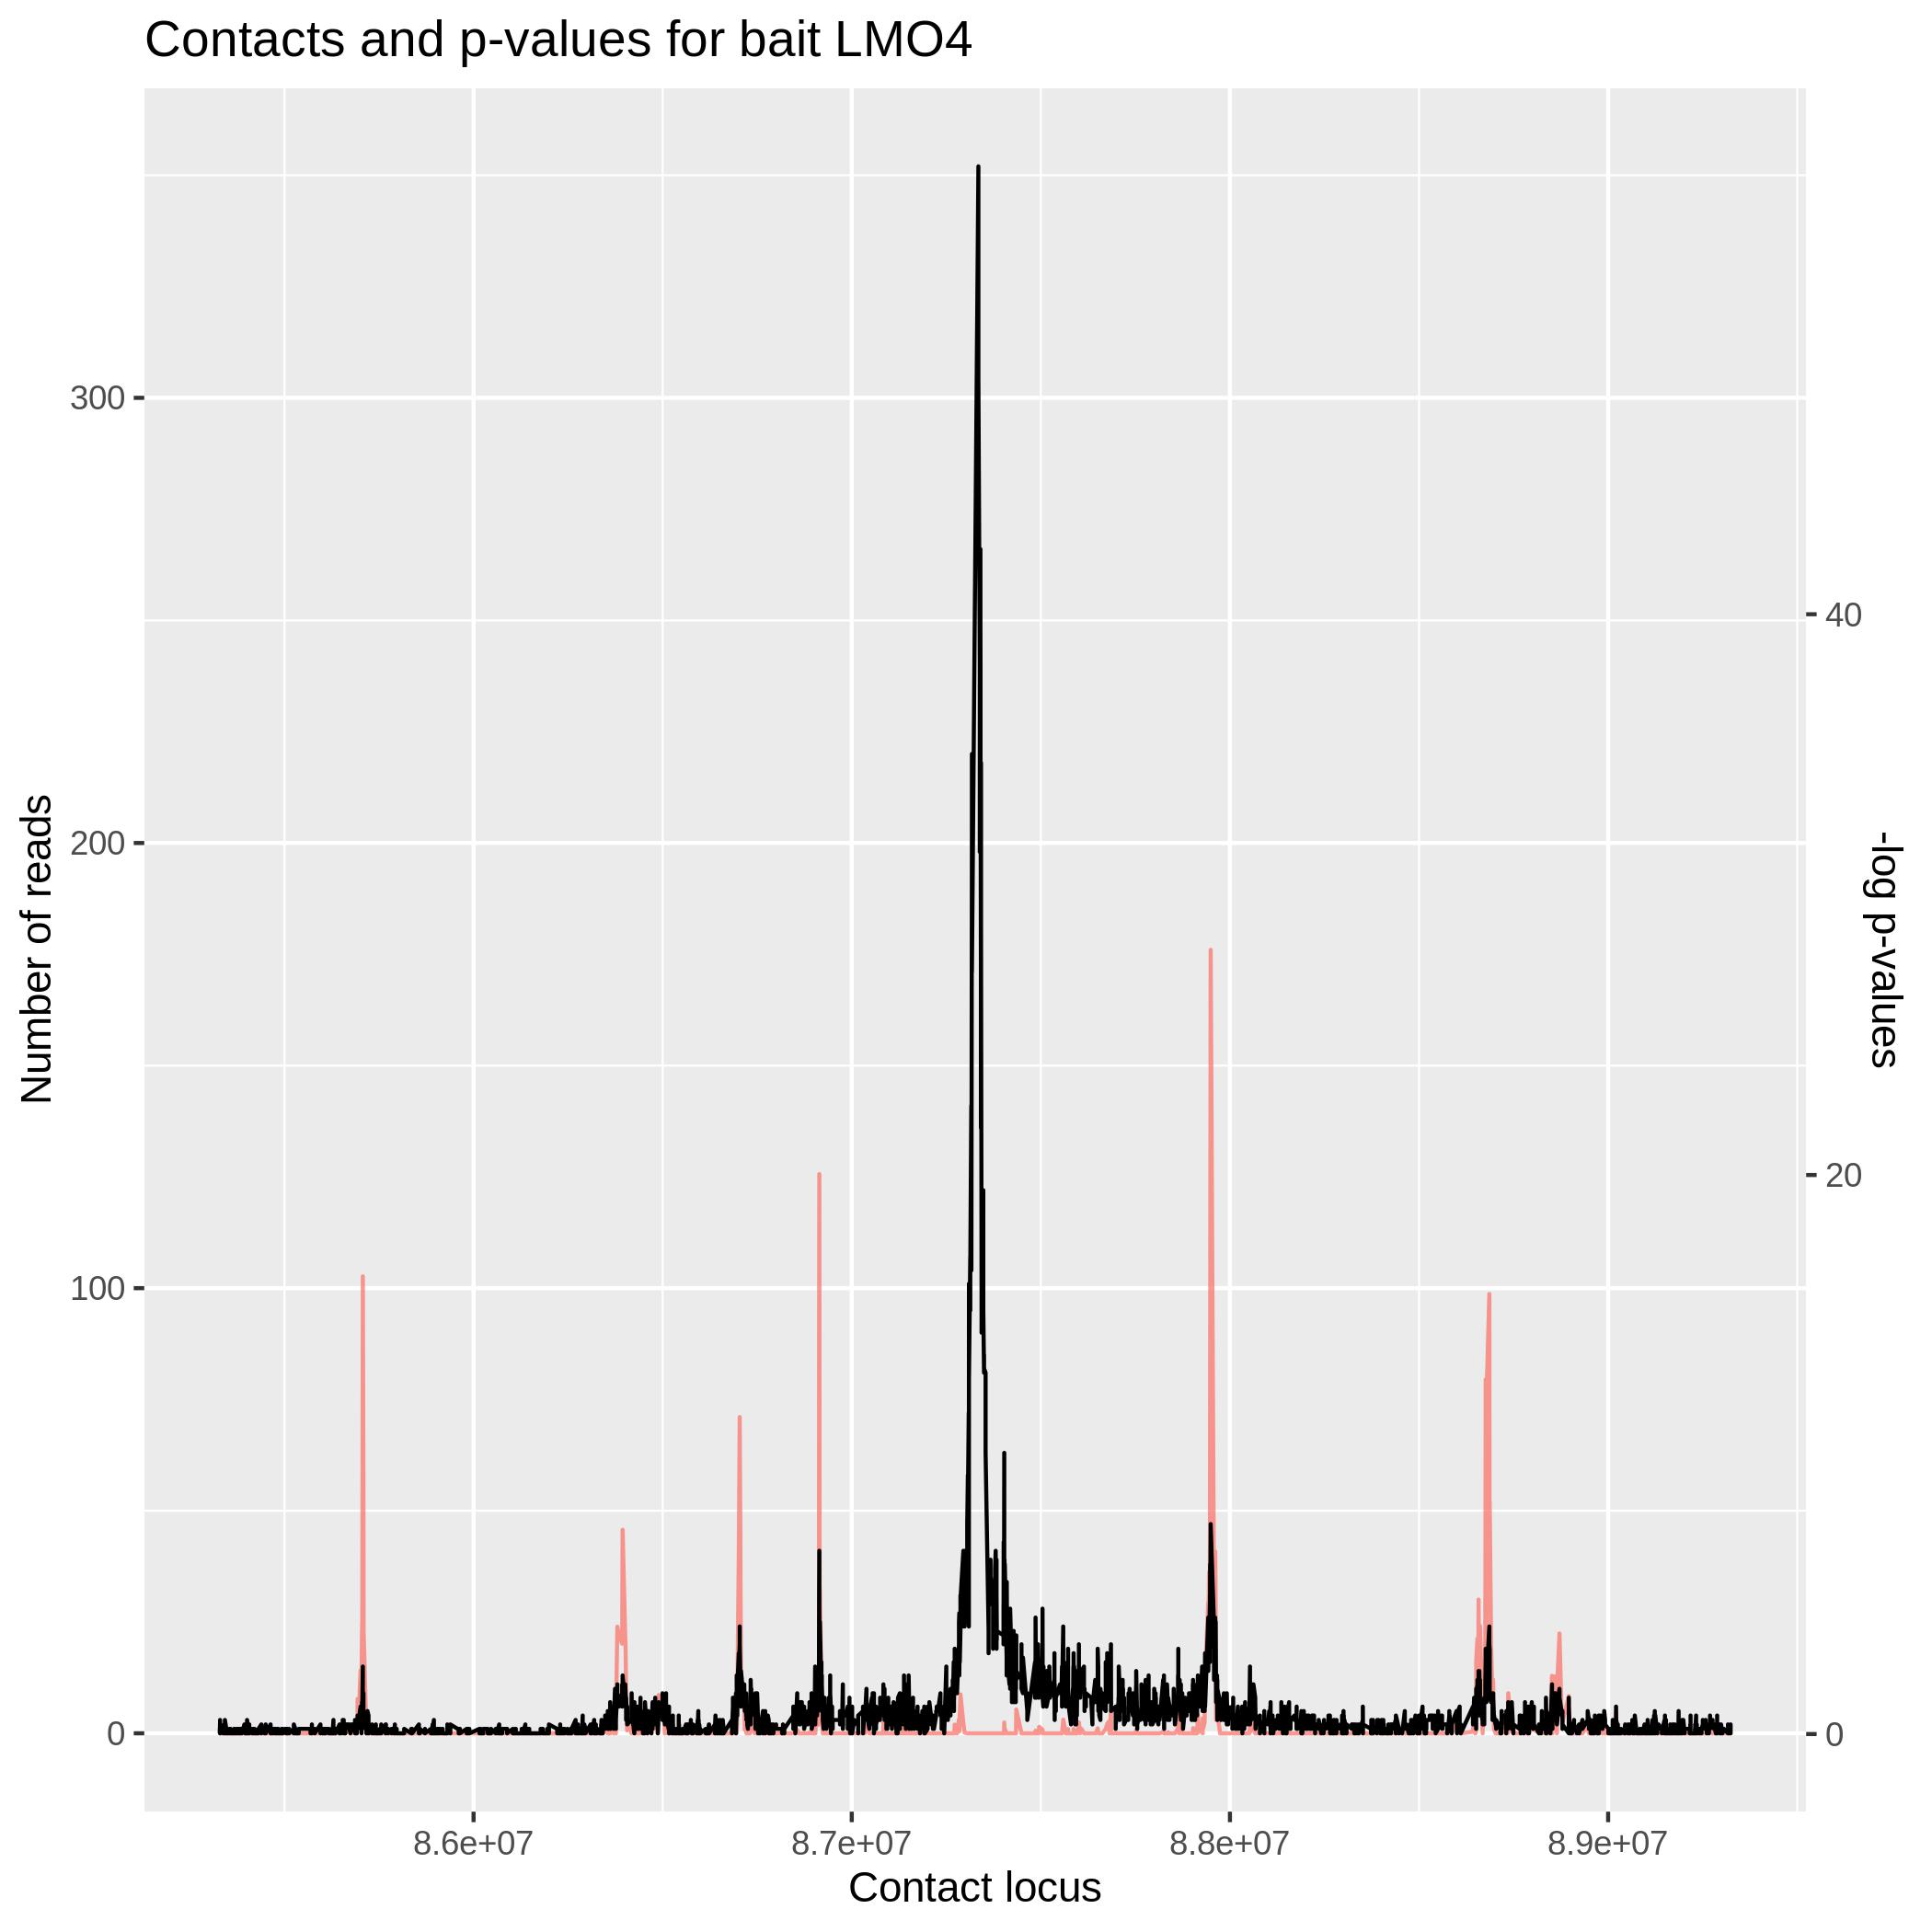 Contacts and p-values for bait LMO4
Number of reads
300
200
100
0
40
20
0
-log p-values
8.6e+07
8.7e+07
8.8e+07
8.9e+07
Contact locus